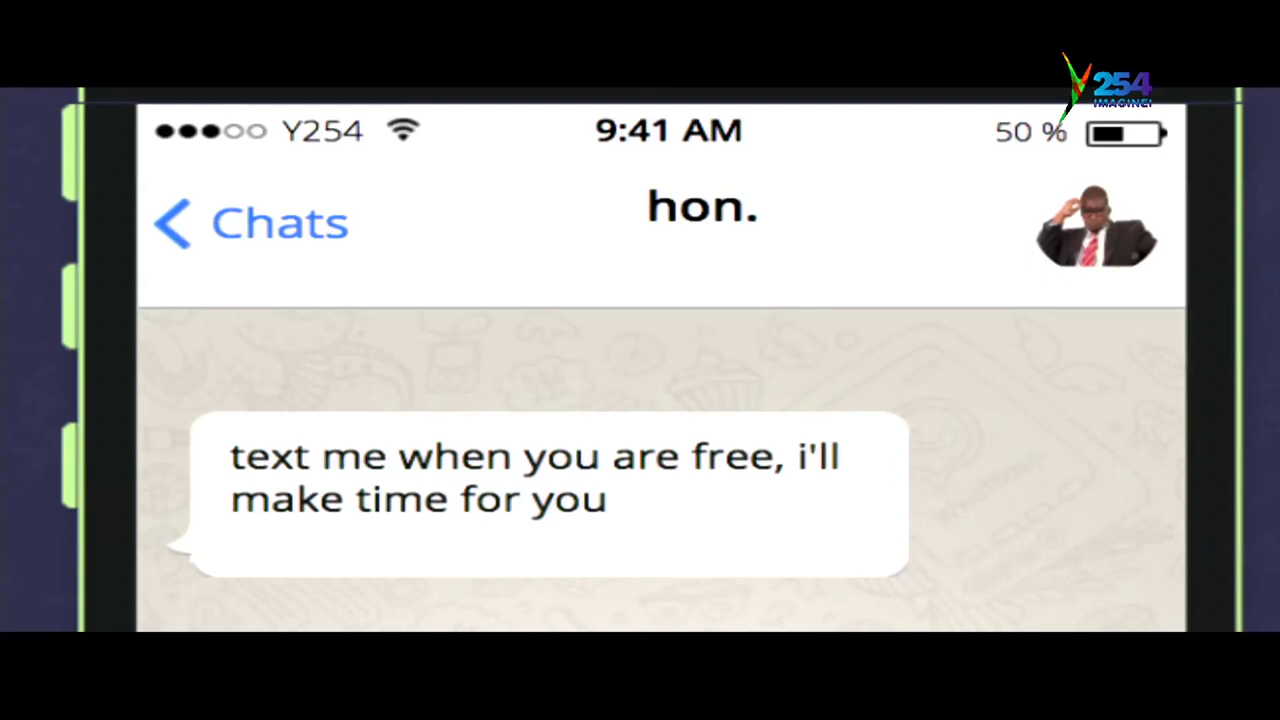 254
IMAGINE!
Y254 9:41 AM 50 %
Chats
hon.
text me when you are free, i'll
make time for you